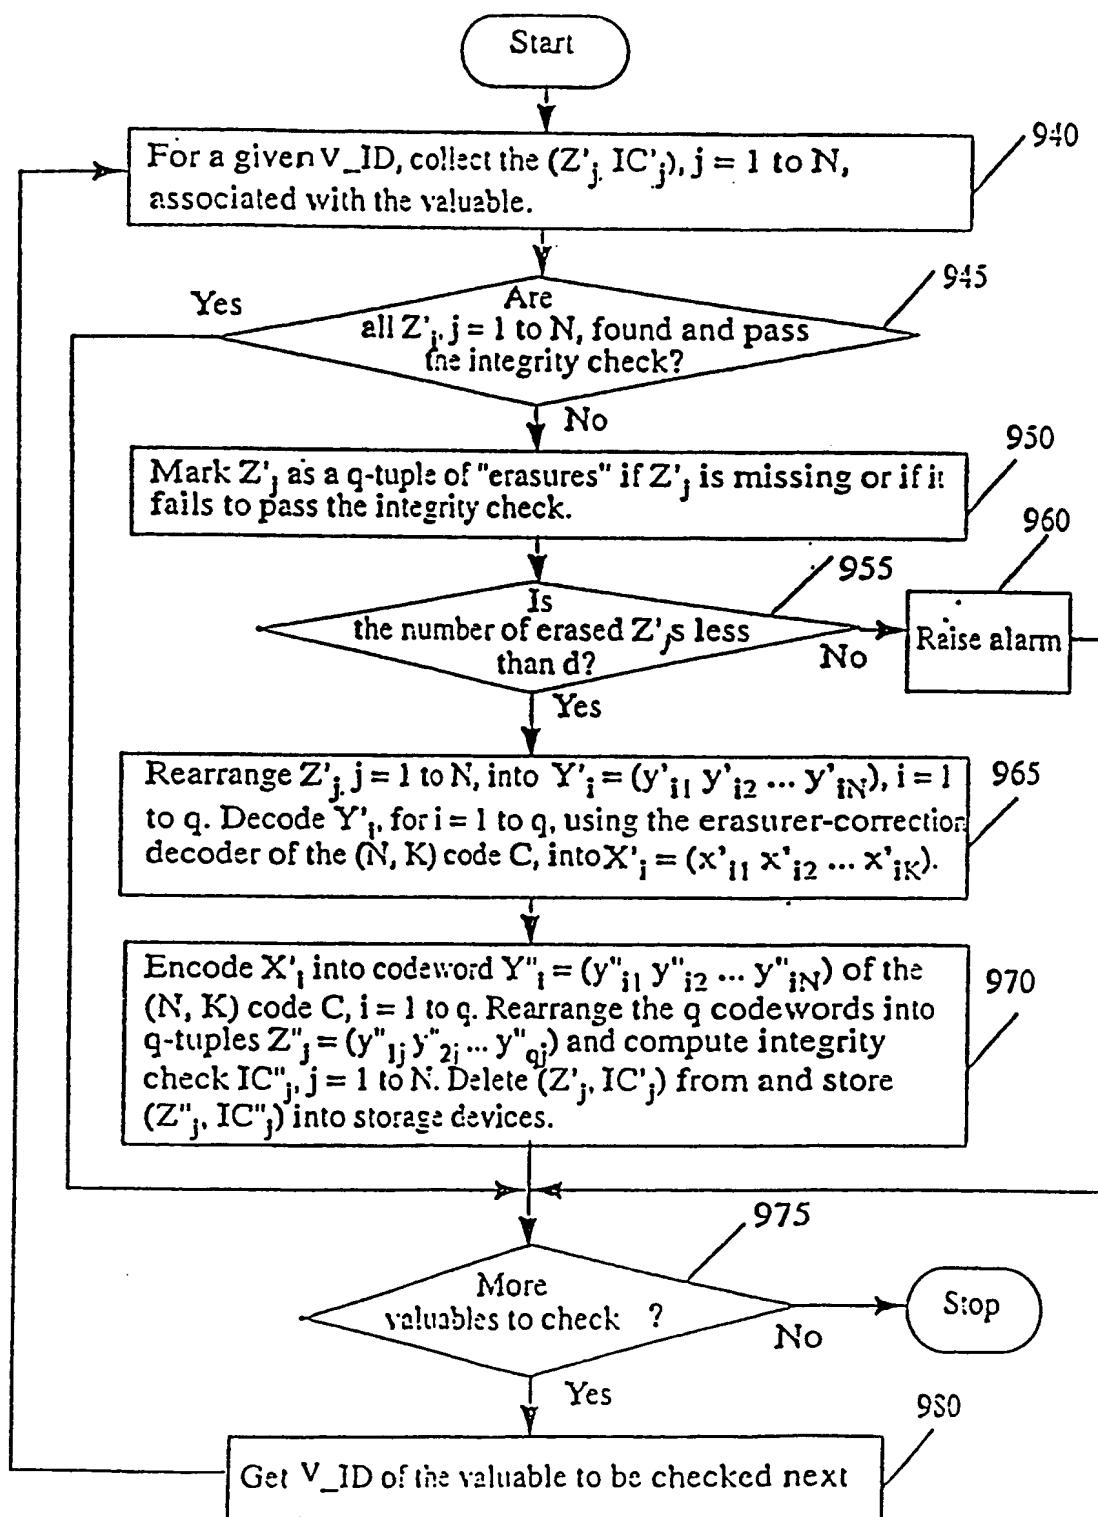 Start
940
For a given V_ID, collect the (Z'j, IC'j), j = 1 to N,
associated with the valuable.
945
Yes
Are
all Z'j, j = 1 to N, found and pass
the integrity check?
No
950
Mark Z'j as a q-tuple of "erasures" if Z'j is missing or if it
fails to pass the integrity check.
960
955
Is
the number of erased Z'js less
than d?
No
Raise alarm
Yes
965
Rearrange Z'j, j = 1 to N, into Y'i = (y'i1 y'i2 ... y'iN), i = 1
to q. Decode Y'i, for i = 1 to q, using the erasurer-correction
decoder of the (N, K) code C, into X'i = (x'i1 x'i2 ... x'iK).
970
Encode X'i into codeword Y"i = (y"i1 y"i2 ... y"iN) of the
(N, K) code C, i = 1 to q. Rearrange the q codewords into
q-tuples Z"j = (y"1j y"2j ... y"qj) and compute integrity
check IC"j, j = 1 to N. Delete (Z'j, IC'j) from and store
(Z"j, IC"j) into storage devices.
975
More
valuables to check ?
No
Stop
Yes
980
Get V_ID of the valuable to be checked next